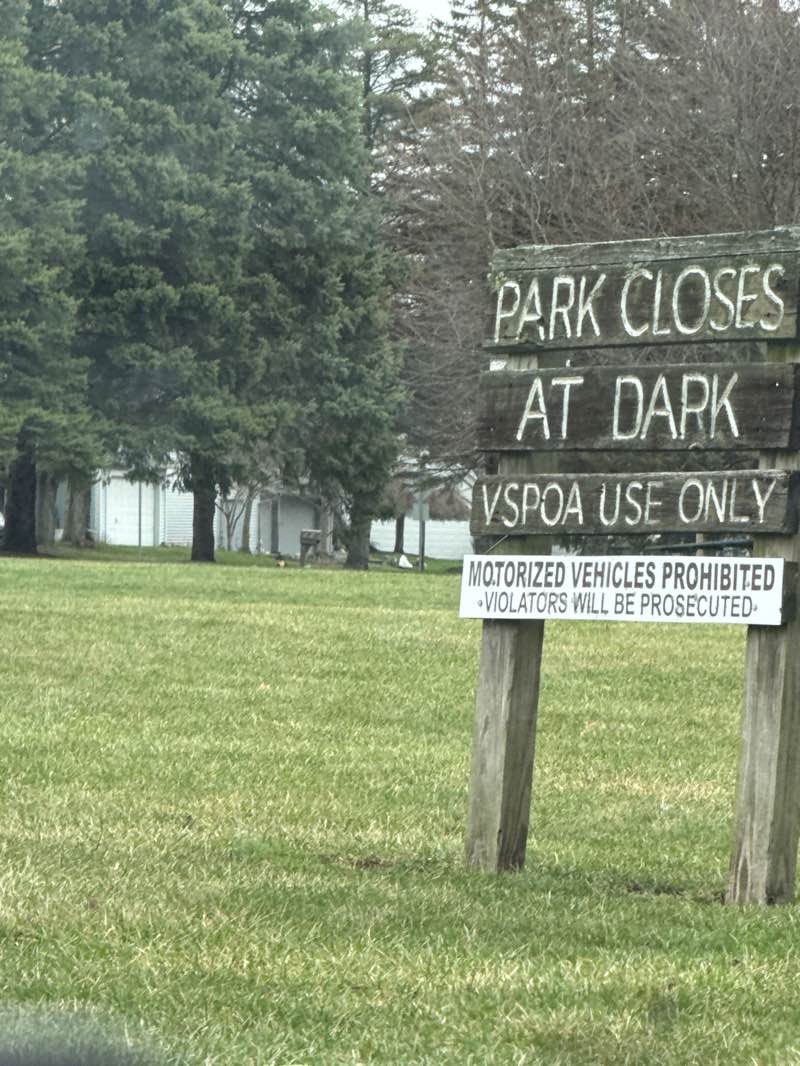 PARK CLOSES
AT DARK
VSPOA USE ONLY
MOTORIZED VEHICLES PROHIBITED
VIOLATORS WILL BE PROSECUTED